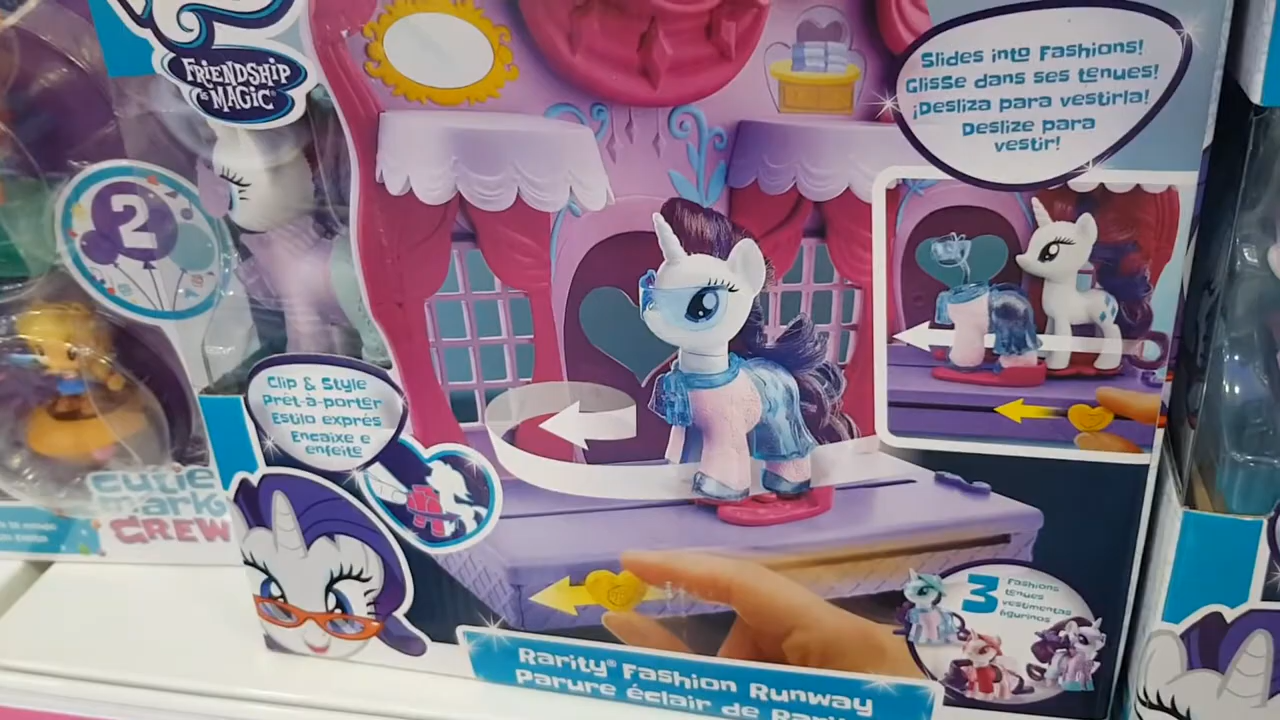 FRIENDSHIP
IS MAGIC
Slides into Fashions!
Glisse dans ses tenues!
¡Desliza para vestirla!
Deslize para
vestir!
2
Clip & Style
Prêt-à-porter
Estilo exprés
Encaixe e
enfeite
cutie
mark
CREW
3
Fashions
tenues
vestimentas
figurinos
Rarity® Fashion Runway
Parure éclair de